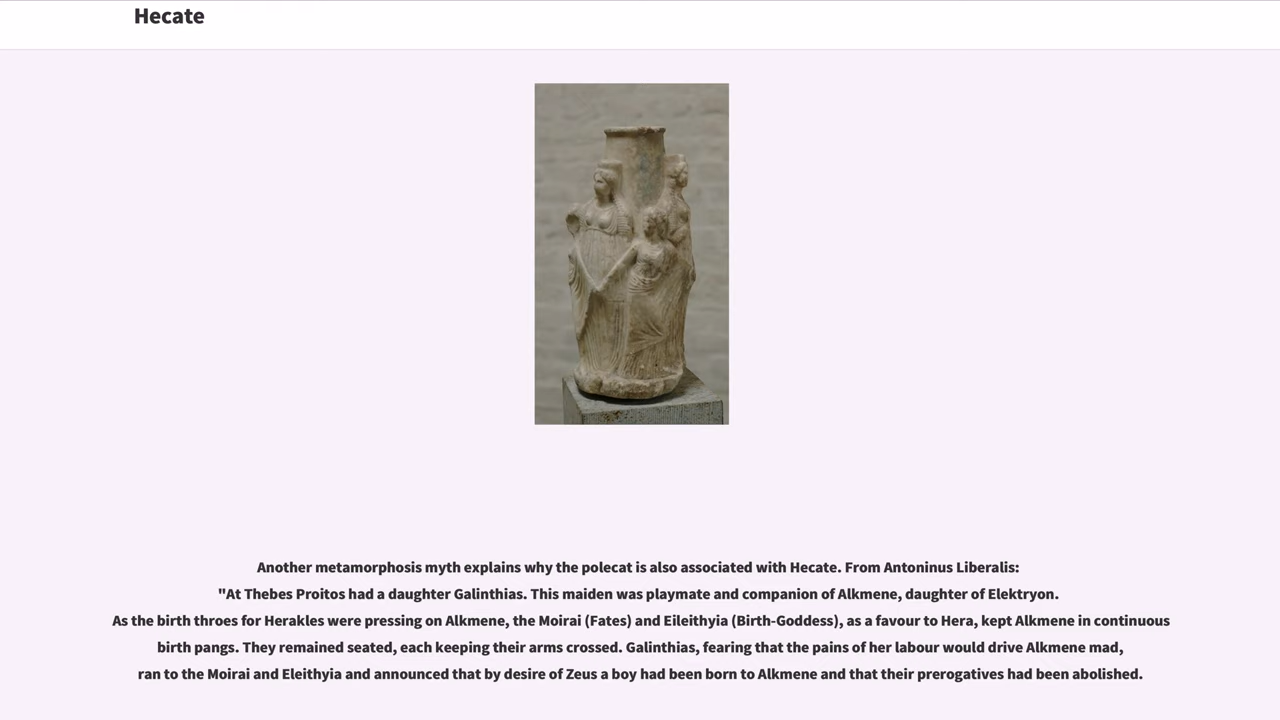 Hecate
Another metamorphosis myth explains why the polecat is also associated with Hecate. From Antoninus Liberalis:
"At Thebes Proitos had a daughter Galinthias. This maiden was playmate and companion of Alkmene, daughter of Elektryon.
As the birth throes for Herakles were pressing on Alkmene, the Moirai (Fates) and Eileithyia (Birth-Goddess), as a favour to Hera, kept Alkmene in continuous
birth pangs. They remained seated, each keeping their arms crossed. Galinthias, fearing that the pains of her labour would drive Alkmene mad,
ran to the Moirai and Eleithyia and announced that by desire of Zeus a boy had been born to Alkmene and that their prerogatives had been abolished.